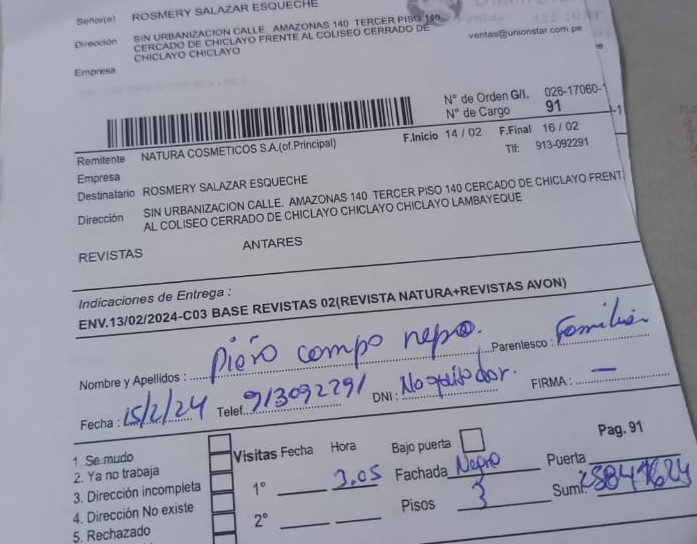 Señor(a) ROSMERY SALAZAR ESQUECHE
Dirección SIN URBANIZACION CALLE. AMAZONAS 140 TERCER PISO 140
CERCADO DE CHICLAYO FRENTE AL COLISEO CERRADO DE
CHICLAYO CHICLAYO
ventas@unionstar.com.pe
Empresa
N° de Orden G/I. 026-17060-1
N° de Cargo 91
F.Inicio 14 / 02 F.Final 16 / 02
Remitente NATURA COSMETICOS S.A.(of.Principal)
Tlf: 913-092291
Empresa
Destinatario ROSMERY SALAZAR ESQUECHE
Dirección SIN URBANIZACION CALLE. AMAZONAS 140 TERCER PISO 140 CERCADO DE CHICLAYO FRENT
AL COLISEO CERRADO DE CHICLAYO CHICLAYO CHICLAYO LAMBAYEQUE
REVISTAS ANTARES
Indicaciones de Entrega :
ENV.13/02/2024-C03 BASE REVISTAS 02(REVISTA NATURA+REVISTAS AVON)
Nombre y Apellidos : Piero campo nepo. Parentesco : Familiar
Fecha : 15/2/24 Telef. 913092291 DNI : No quiso dar. FIRMA : —
Pag. 91
1 Se mudo
2. Ya no trabaja
3. Dirección incompleta
4. Dirección No existe
5. Rechazado
Visitas Fecha Hora Bajo puerta
1° 3.05 Fachada Negro Puerta
2° Pisos 3 Sumi: